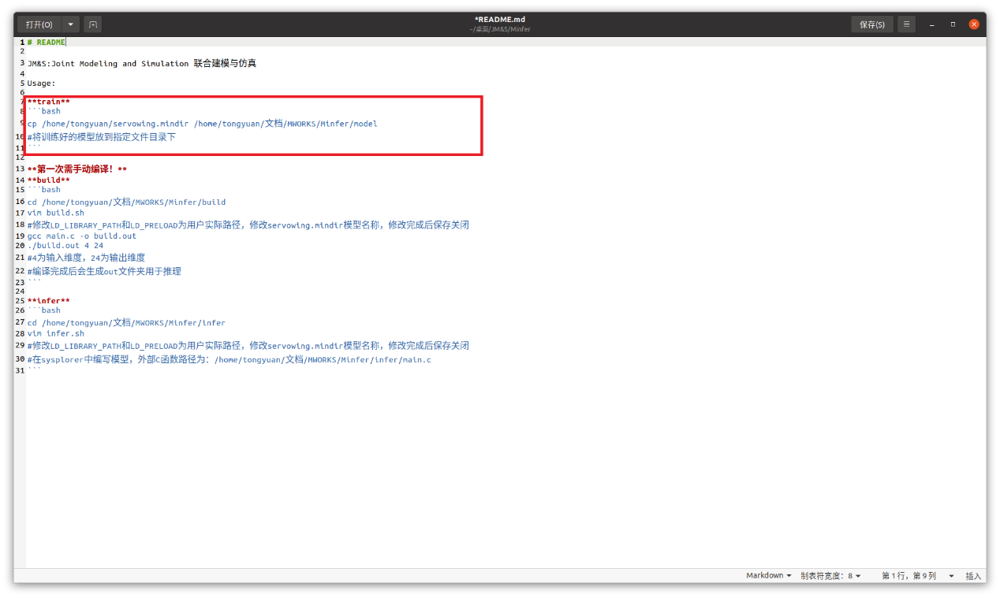 打开(O)
*README.md
~/桌面/JM&S/Minfer
保存(S)
1 # README
2
3 JM&S:Joint Modeling and Simulation 联合建模与仿真
4
5 Usage:
6
7 **train**
8 ```bash
9 cp /home/tongyuan/servowing.mindir /home/tongyuan/文档/MWORKS/Minfer/model
10 #将训练好的模型放到指定文件目录下
11 ```
12
13 **第一次需手动编译！**
14 **build**
15 ```bash
16 cd /home/tongyuan/文档/MWORKS/Minfer/build
17 vim build.sh
18 #修改LD_LIBRARY_PATH和LD_PRELOAD为用户实际路径，修改servowing.mindir模型名称，修改完成后保存关闭
19 gcc main.c -o build.out
20 ./build.out 4 24
21 #4为输入维度，24为输出维度
22 #编译完成后会生成out文件夹用于推理
23 ```
24
25 **infer**
26 ```bash
27 cd /home/tongyuan/文档/MWORKS/Minfer/infer
28 vim infer.sh
29 #修改LD_LIBRARY_PATH和LD_PRELOAD为用户实际路径，修改servowing.mindir模型名称，修改完成后保存关闭
30 #在sysplorer中编写模型，外部C函数路径为：/home/tongyuan/文档/MWORKS/Minfer/infer/main.c
31 ```
Markdown 制表符宽度：8 第 1 行，第 9 列 插入